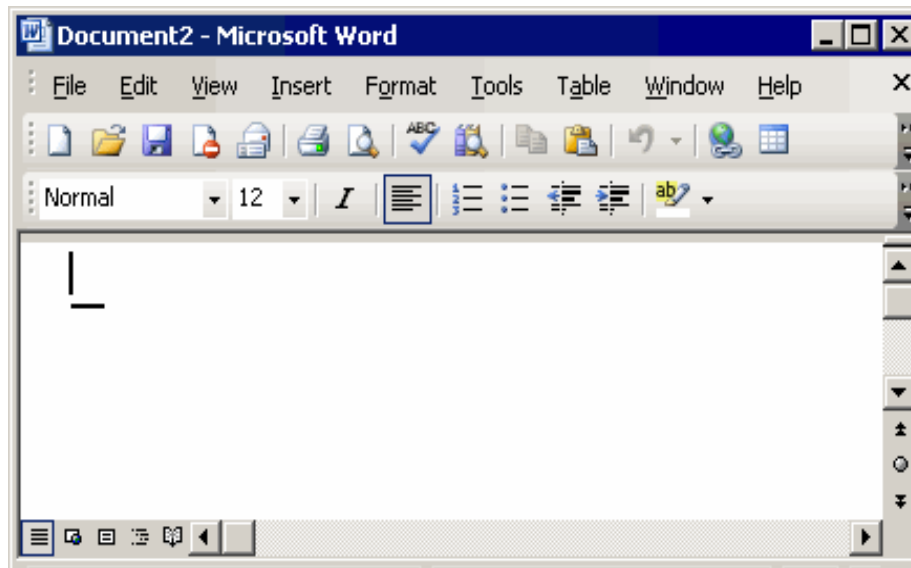 Document2 - Microsoft Word
File Edit View Insert Format Tools Table Window Help
ABC
Normal 12 I ab